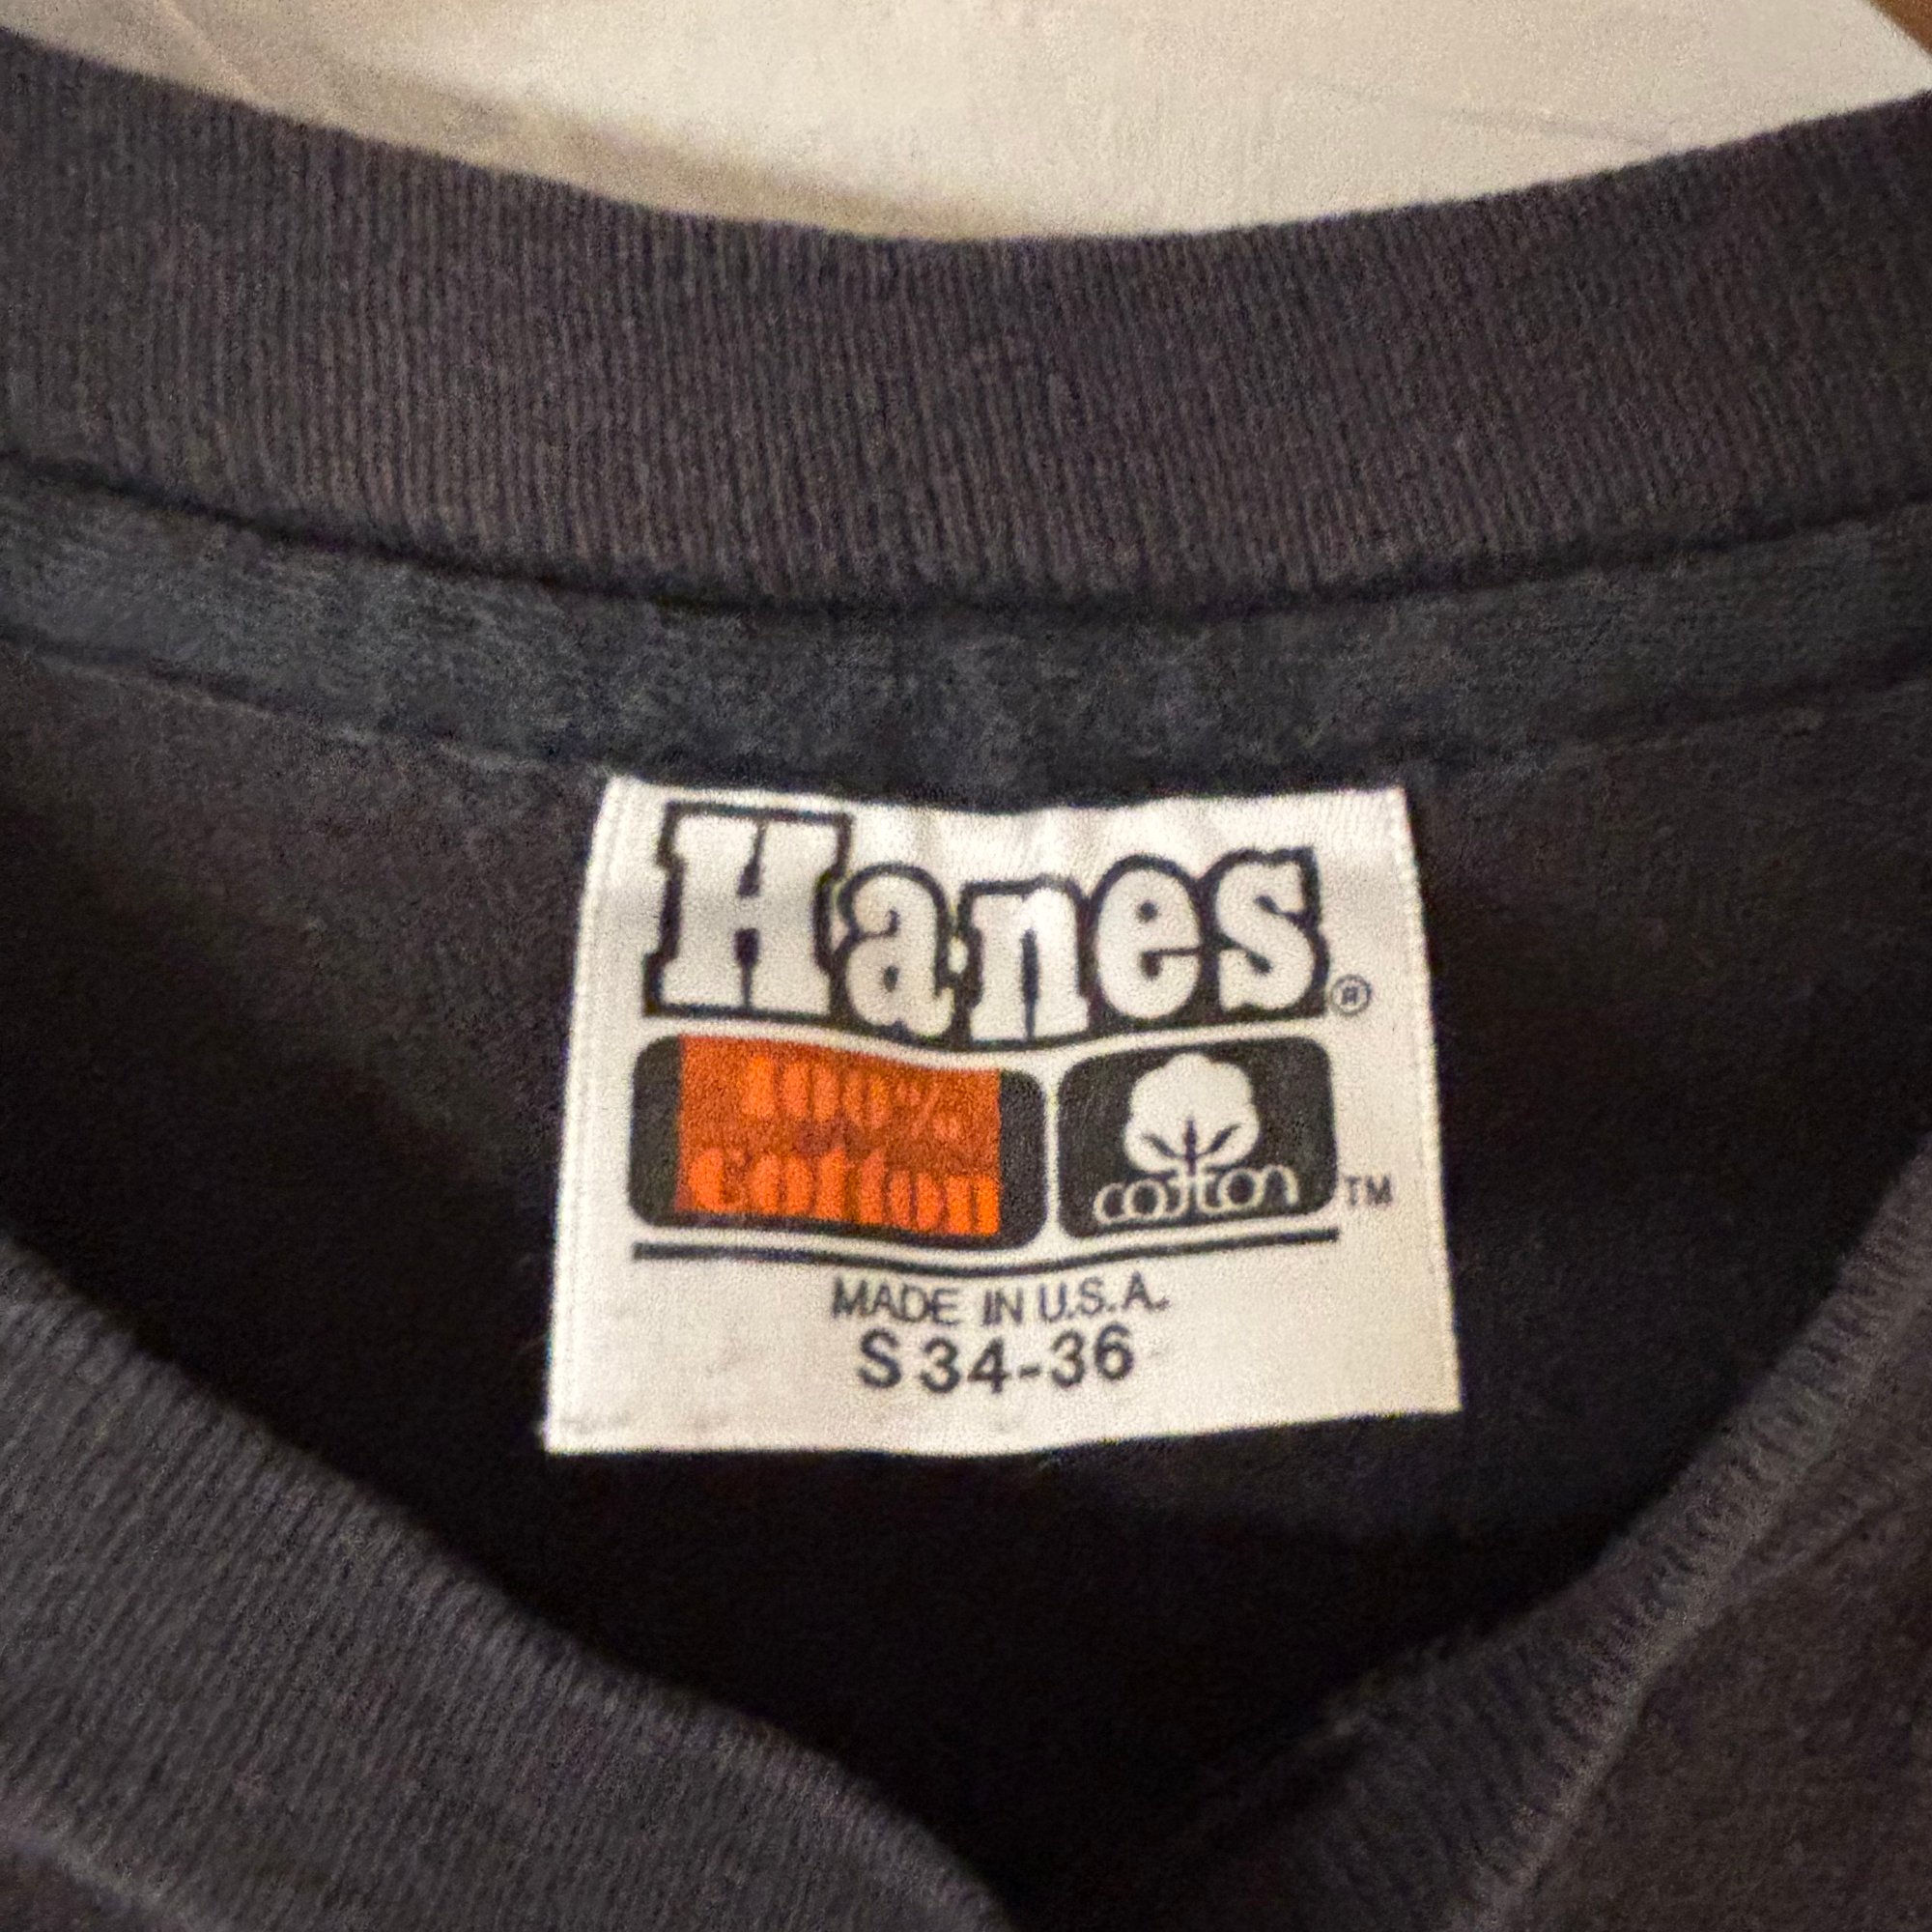 Hanes®
100%
Cotton
cotton™
MADE IN U.S.A.
S 34-36